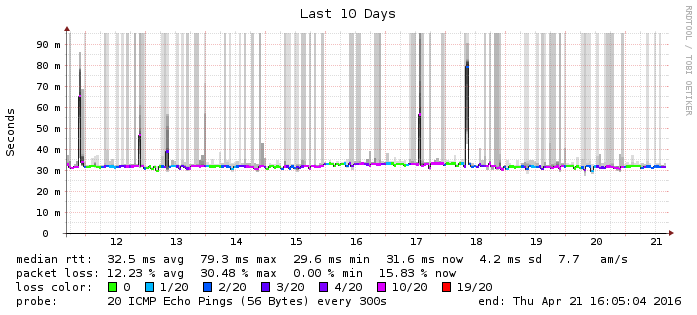 Last 10 Days
RRDTOOL / TOBI OETIKER
Seconds
90 m
80 m
70 m
60 m
50 m
40 m
30 m
20 m
10 m
0
12 13 14 15 16 17 18 19 20 21
median rtt: 32.5 ms avg 79.3 ms max 29.6 ms min 31.6 ms now 4.2 ms sd 7.7 am/s
packet loss: 12.23 % avg 30.48 % max 0.00 % min 15.83 % now
loss color: 0 1/20 2/20 3/20 4/20 10/20 19/20
probe: 20 ICMP Echo Pings (56 Bytes) every 300s end: Thu Apr 21 16:05:04 2016